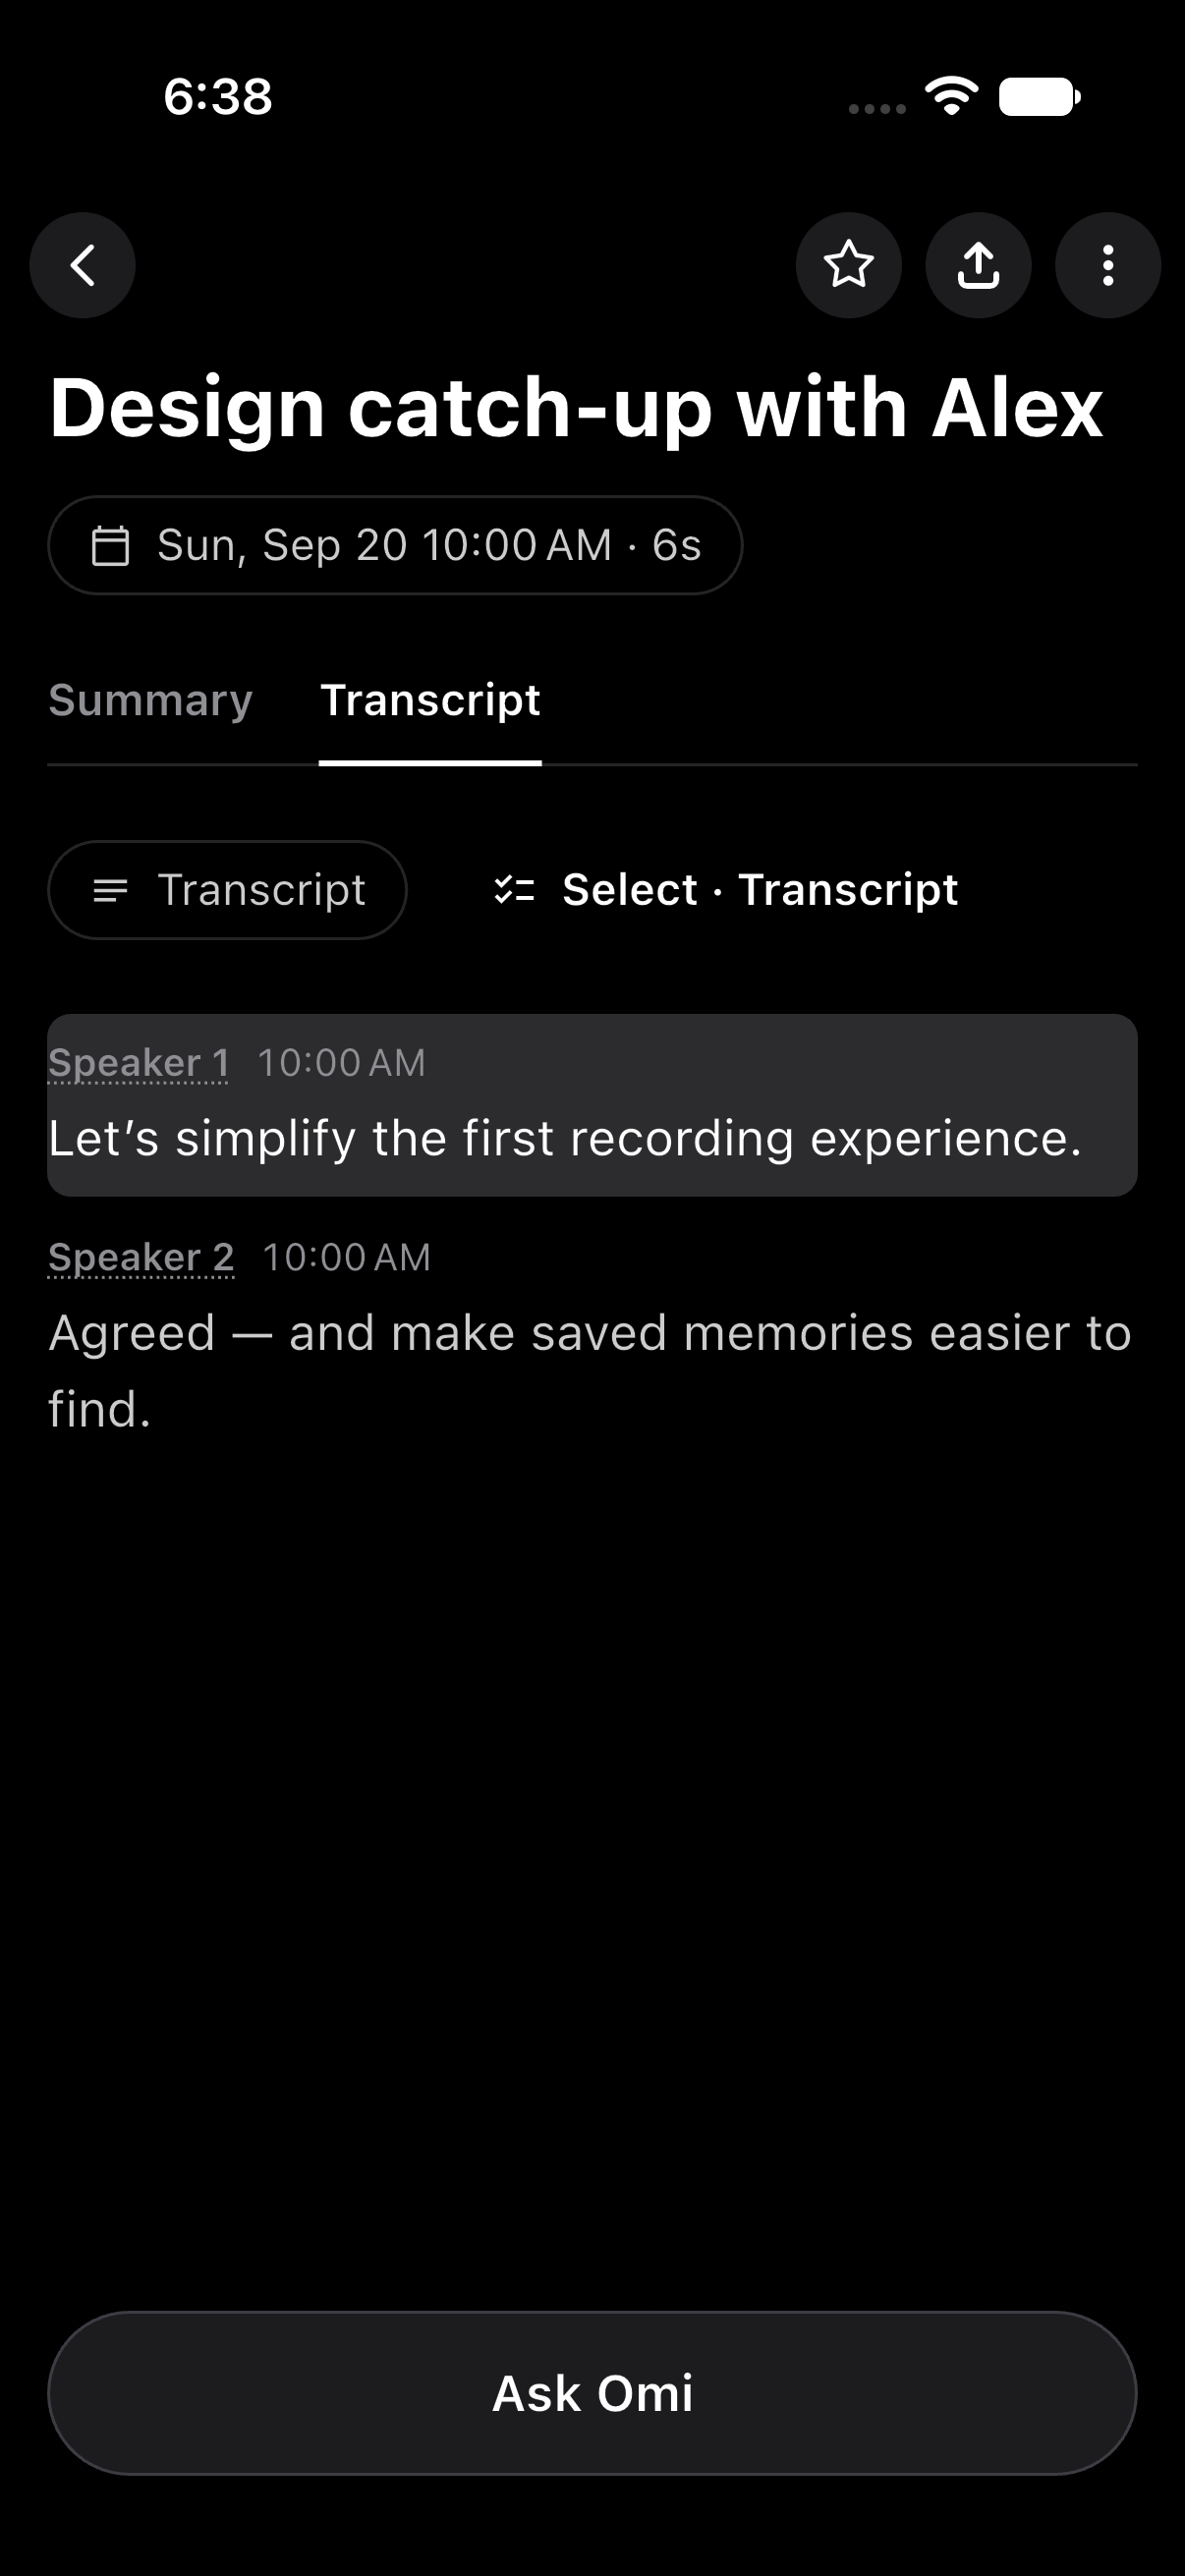 6:38
Design catch-up with Alex
Sun, Sep 20 10:00 AM · 6s
Summary Transcript
Transcript Select · Transcript
Speaker 1 10:00 AM
Let’s simplify the first recording experience.
Speaker 2 10:00 AM
Agreed — and make saved memories easier to
find.
Ask Omi